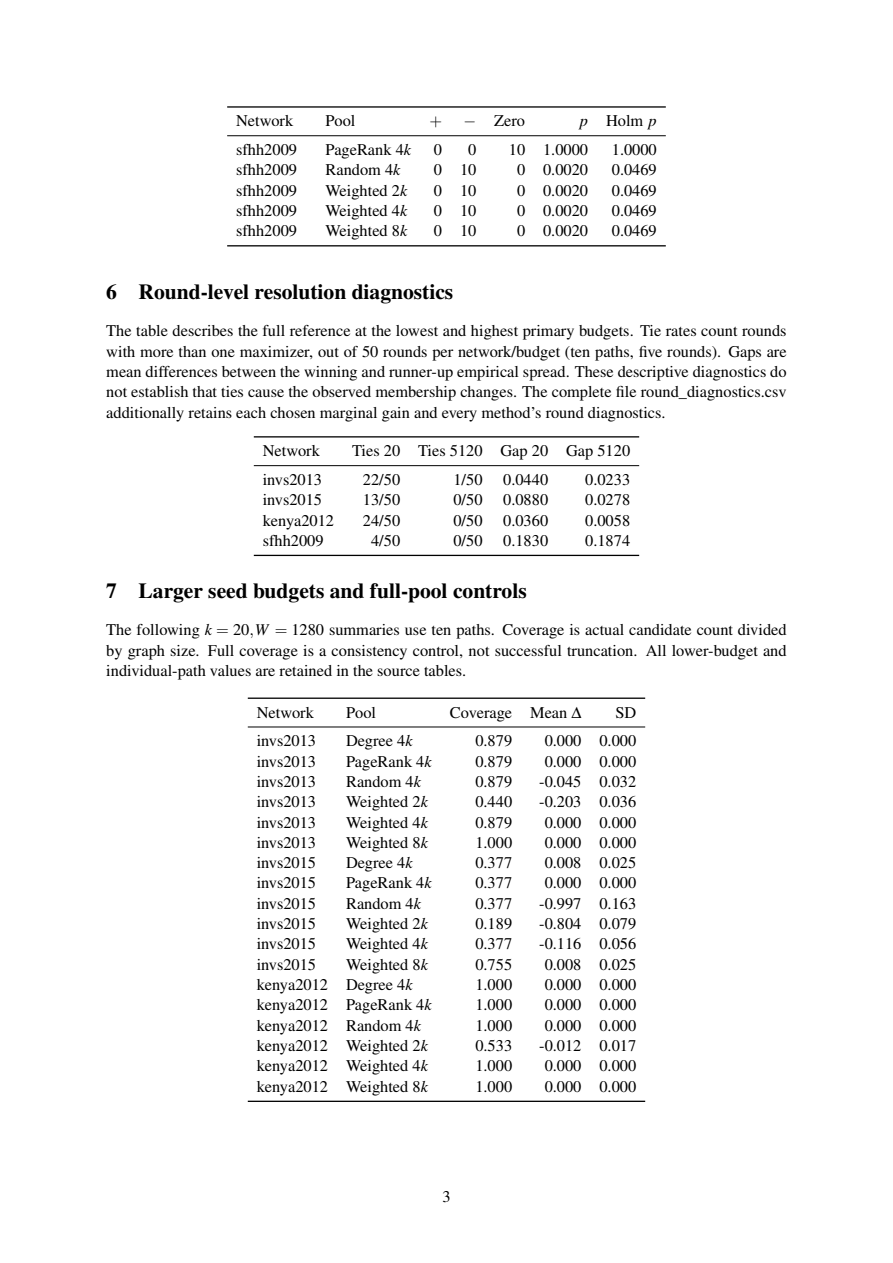 Network Pool + − Zero p Holm p
sfhh2009 PageRank 4k 0 0 10 1.0000 1.0000
sfhh2009 Random 4k 0 10 0 0.0020 0.0469
sfhh2009 Weighted 2k 0 10 0 0.0020 0.0469
sfhh2009 Weighted 4k 0 10 0 0.0020 0.0469
sfhh2009 Weighted 8k 0 10 0 0.0020 0.0469
6 Round-level resolution diagnostics
The table describes the full reference at the lowest and highest primary budgets. Tie rates count rounds
with more than one maximizer, out of 50 rounds per network/budget (ten paths, five rounds). Gaps are
mean differences between the winning and runner-up empirical spread. These descriptive diagnostics do
not establish that ties cause the observed membership changes. The complete file round_diagnostics.csv
additionally retains each chosen marginal gain and every method's round diagnostics.
Network Ties 20 Ties 5120 Gap 20 Gap 5120
invs2013 22/50 1/50 0.0440 0.0233
invs2015 13/50 0/50 0.0880 0.0278
kenya2012 24/50 0/50 0.0360 0.0058
sfhh2009 4/50 0/50 0.1830 0.1874
7 Larger seed budgets and full-pool controls
The following k = 20,W = 1280 summaries use ten paths. Coverage is actual candidate count divided
by graph size. Full coverage is a consistency control, not successful truncation. All lower-budget and
individual-path values are retained in the source tables.
Network Pool Coverage Mean Δ SD
invs2013 Degree 4k 0.879 0.000 0.000
invs2013 PageRank 4k 0.879 0.000 0.000
invs2013 Random 4k 0.879 -0.045 0.032
invs2013 Weighted 2k 0.440 -0.203 0.036
invs2013 Weighted 4k 0.879 0.000 0.000
invs2013 Weighted 8k 1.000 0.000 0.000
invs2015 Degree 4k 0.377 0.008 0.025
invs2015 PageRank 4k 0.377 0.000 0.000
invs2015 Random 4k 0.377 -0.997 0.163
invs2015 Weighted 2k 0.189 -0.804 0.079
invs2015 Weighted 4k 0.377 -0.116 0.056
invs2015 Weighted 8k 0.755 0.008 0.025
kenya2012 Degree 4k 1.000 0.000 0.000
kenya2012 PageRank 4k 1.000 0.000 0.000
kenya2012 Random 4k 1.000 0.000 0.000
kenya2012 Weighted 2k 0.533 -0.012 0.017
kenya2012 Weighted 4k 1.000 0.000 0.000
kenya2012 Weighted 8k 1.000 0.000 0.000
3